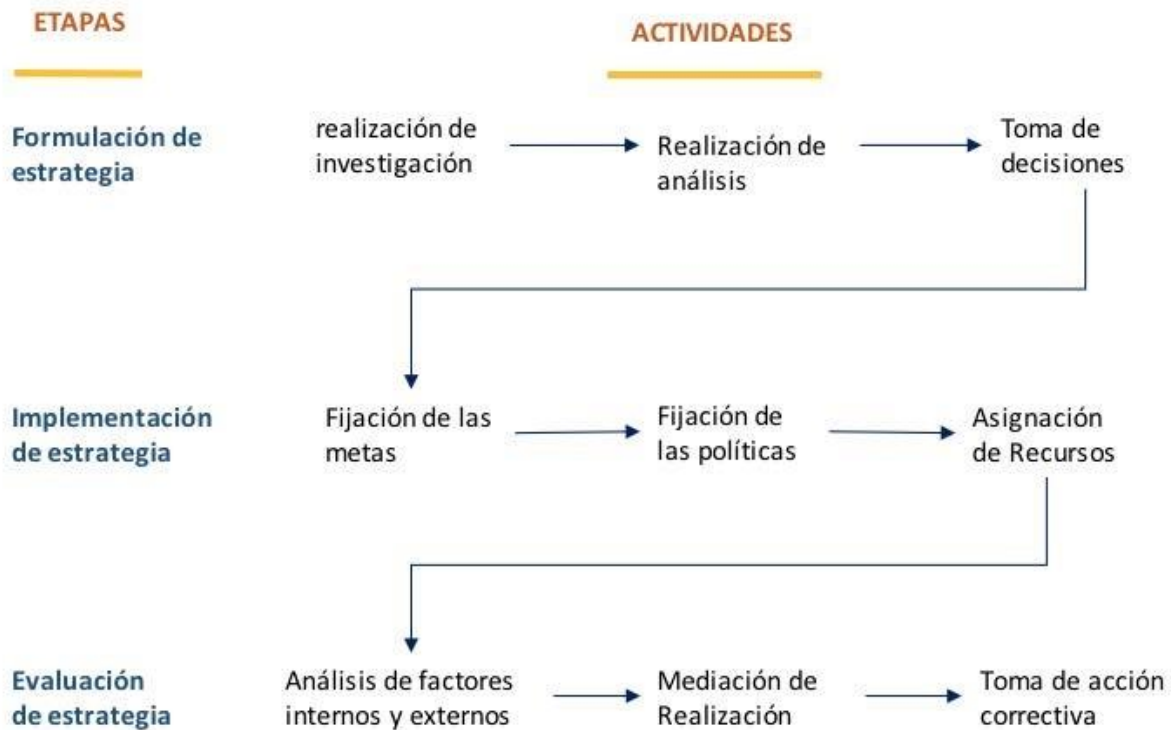 ETAPAS
ACTIVIDADES
Formulación de
estrategia
realización de
investigación
Realización de
análisis
Toma de
decisiones
Implementación
de estrategia
Fijación de las
metas
Fijación de
las políticas
Asignación
de Recursos
Evaluación
de estrategia
Análisis de factores
internos y externos
Mediación de
Realización
Toma de acción
correctiva